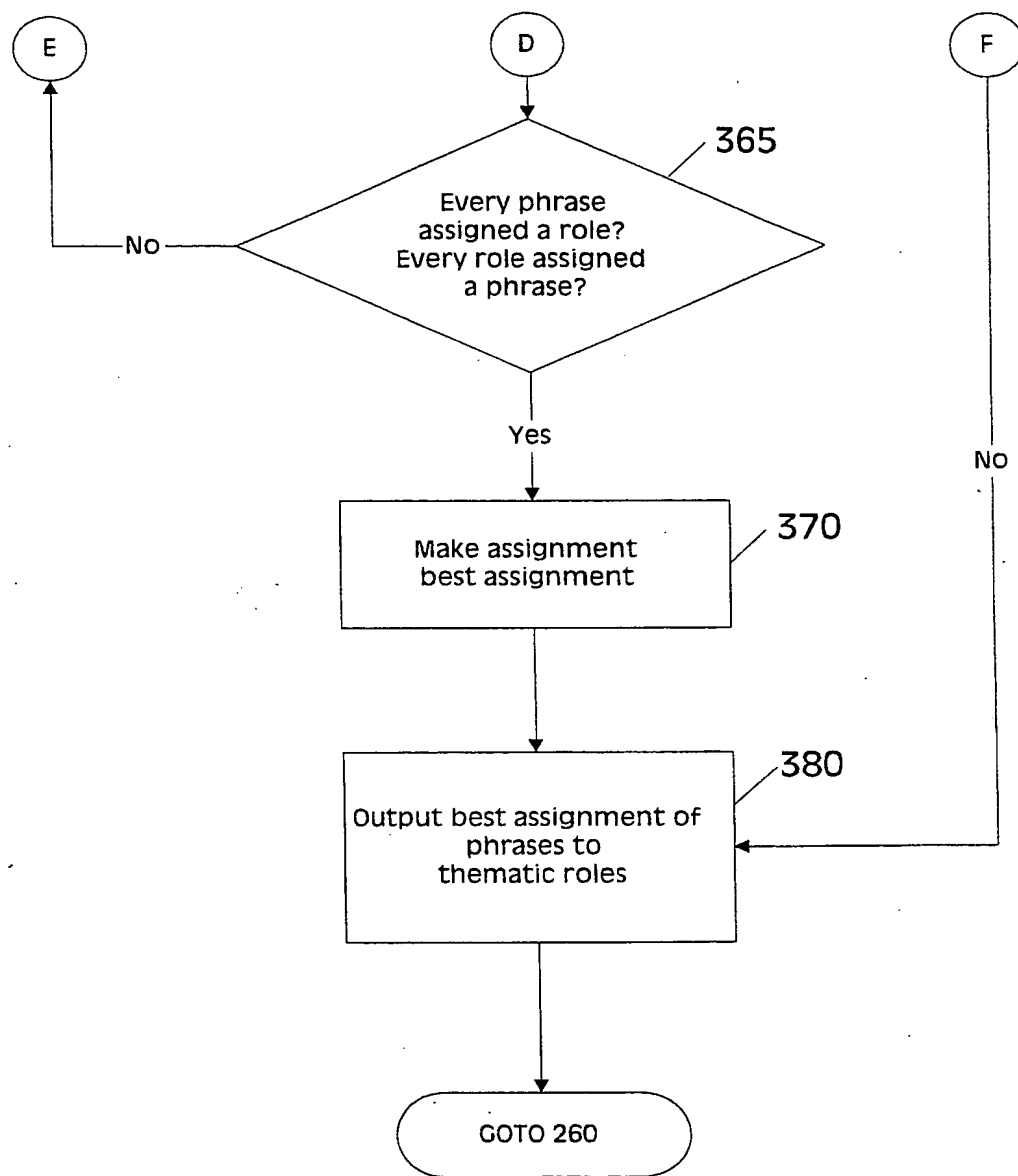 E
D
F
365
Every phrase
assigned a role?
Every role assigned
a phrase?
No
Yes
No
370
Make assignment
best assignment
380
Output best assignment of
phrases to
thematic roles
GOTO 260